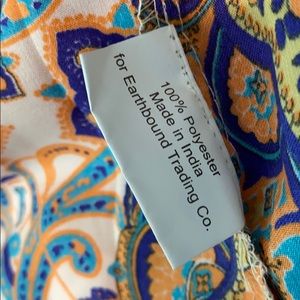 100% Polyester
Made in India
for Earthbound Trading Co.